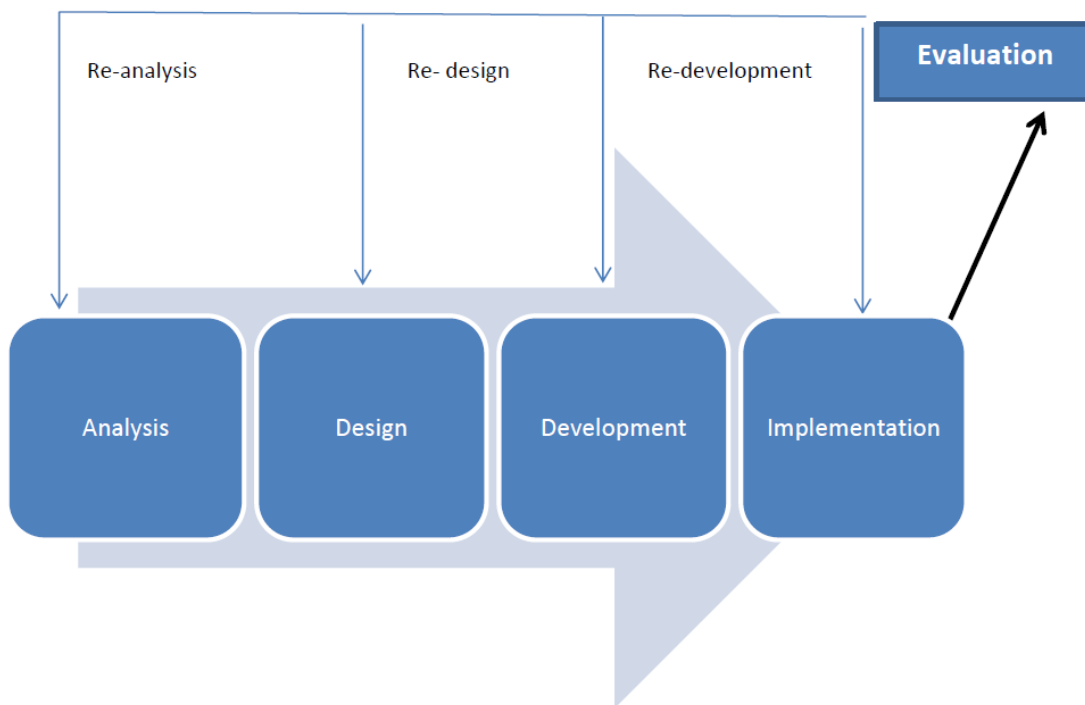 Evaluation
Re-analysis
Re- design
Re-development
Analysis
Design
Development
Implementation